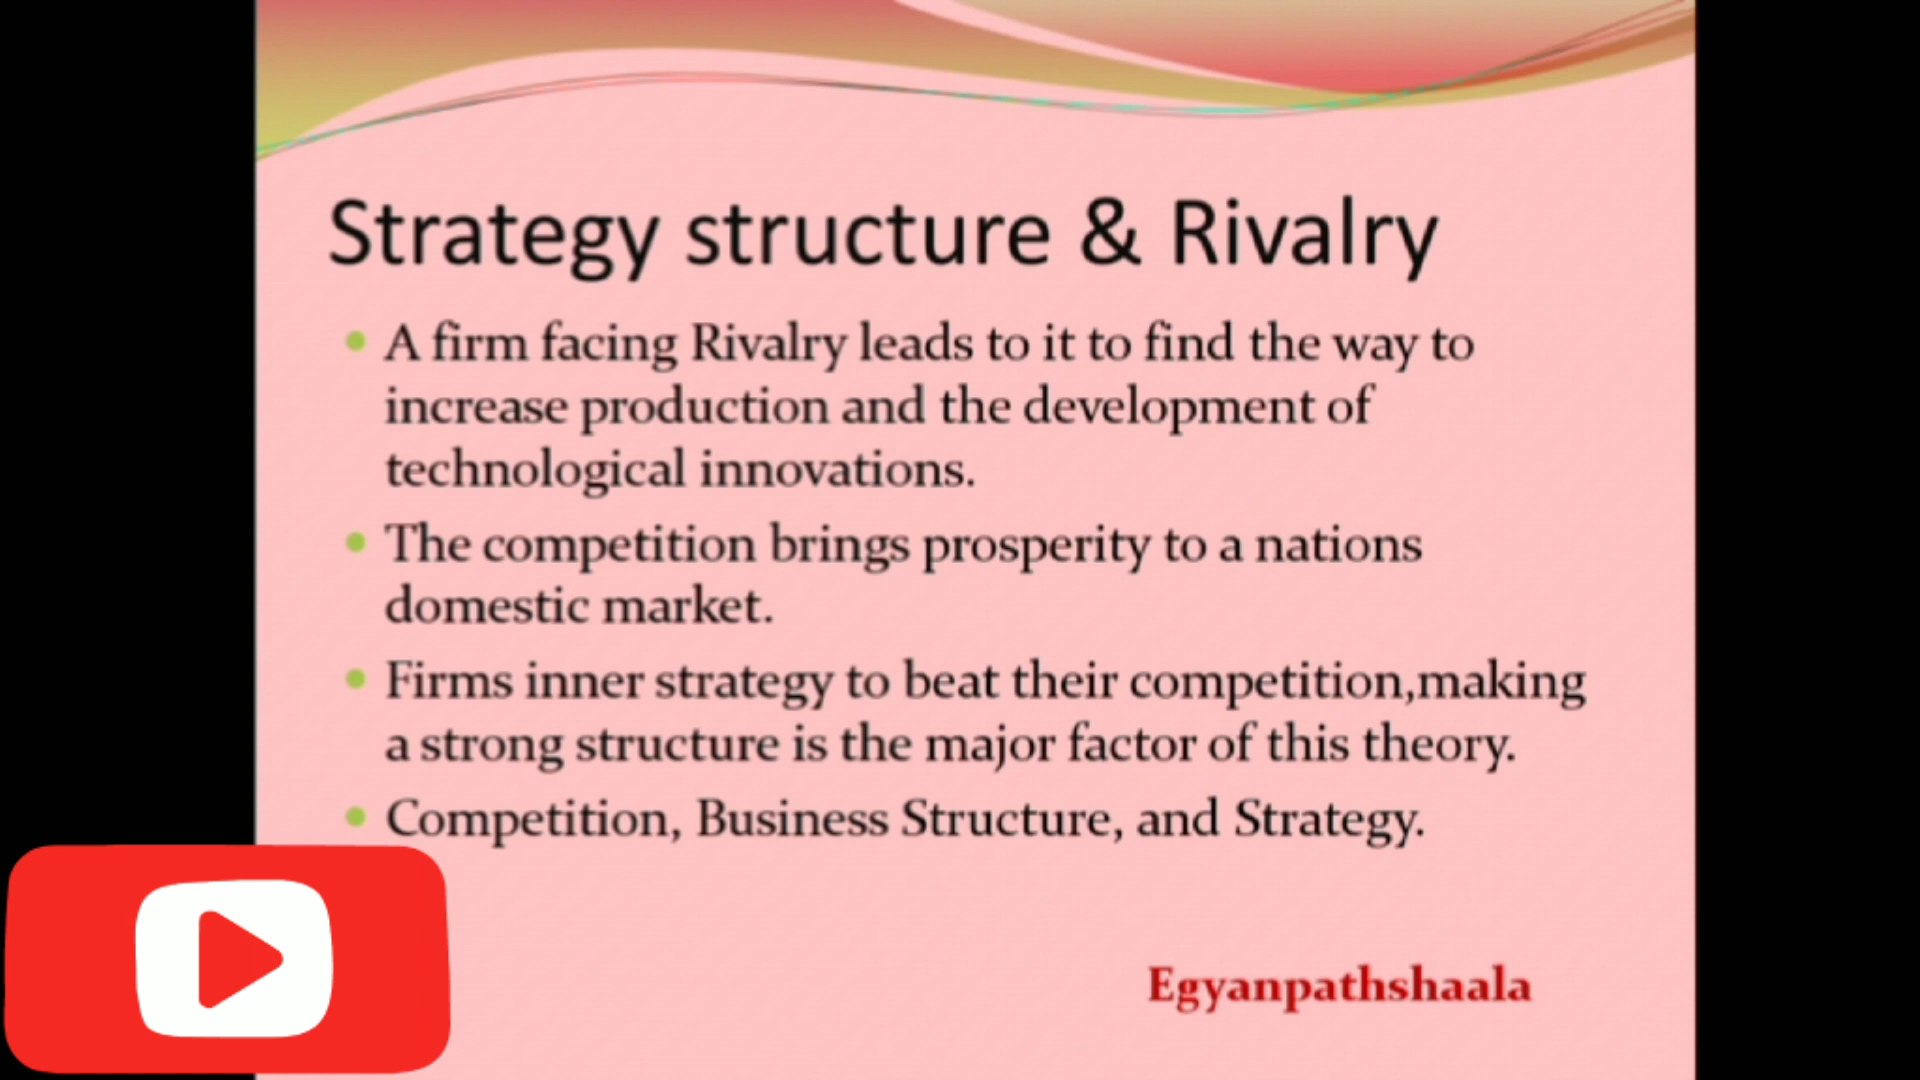 Strategy structure & Rivalry
A firm facing Rivalry leads to it to find the way to
increase production and the development of
technological innovations.
The competition brings prosperity to a nations
domestic market.
Firms inner strategy to beat their competition,making
a strong structure is the major factor of this theory.
Competition, Business Structure, and Strategy.
Egyanpathshaala